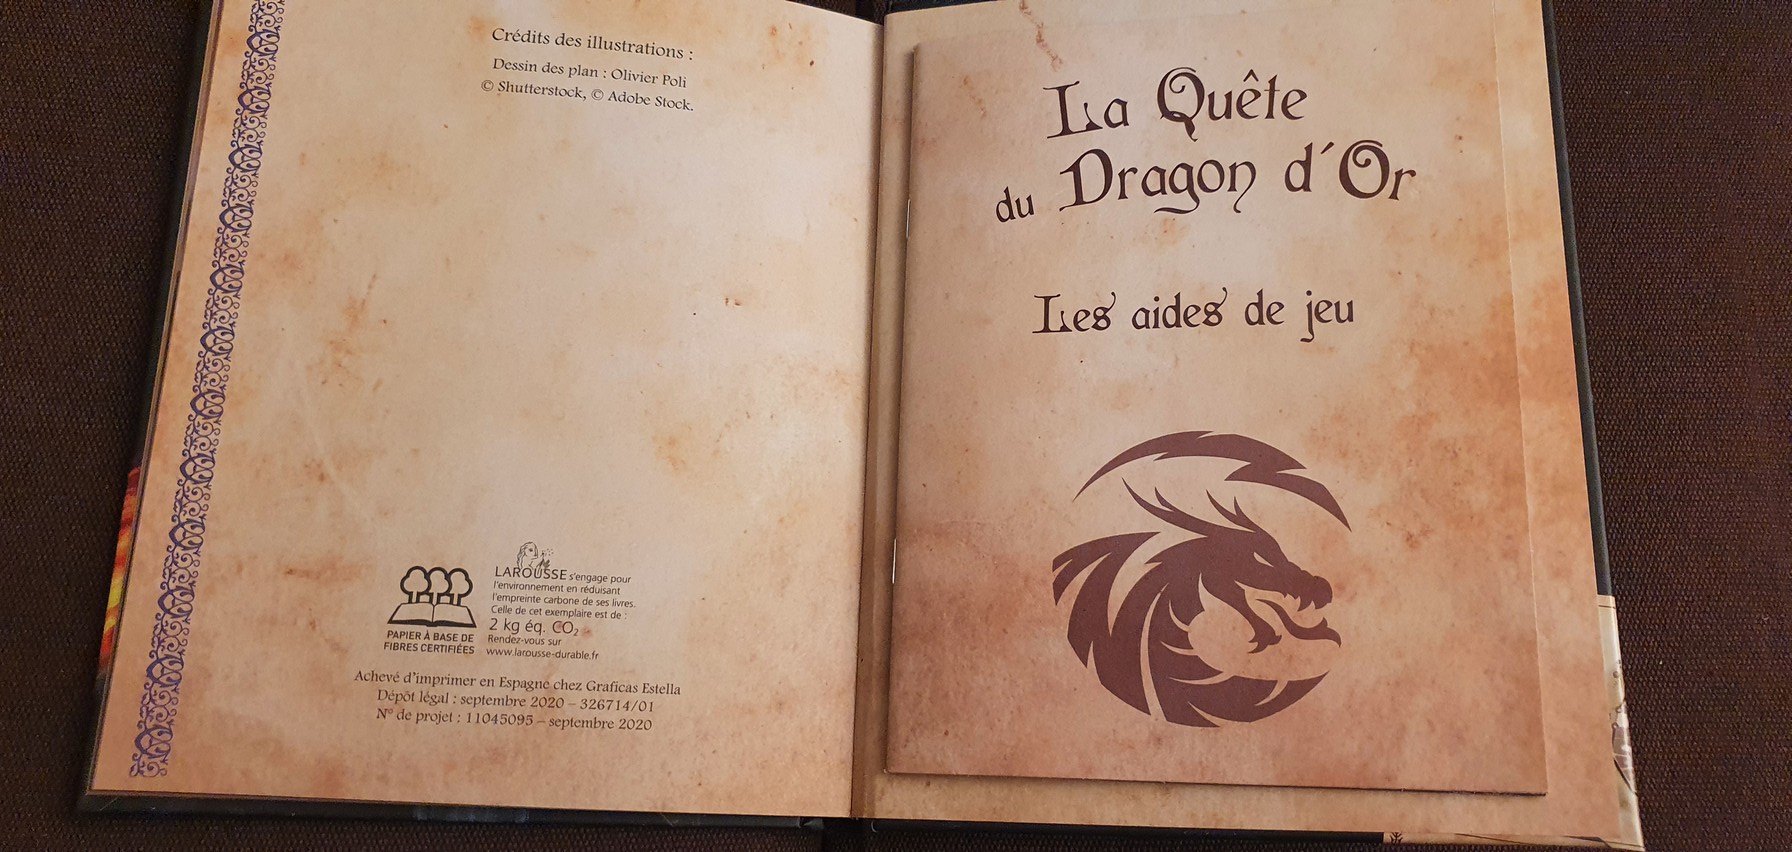 Crédits des illustrations :
Dessin des plan : Olivier Poli
© Shutterstock, © Adobe Stock.
PAPIER À BASE DE
FIBRES CERTIFIÉES
LAROUSSE s'engage pour
l'environnement en réduisant
l'empreinte carbone de ses livres.
Celle de cet exemplaire est de :
2 kg éq. CO₂
Rendez-vous sur
www.larousse-durable.fr
Achevé d'imprimer en Espagne chez Graficas Estella
Dépôt légal : septembre 2020 – 326714/01
N° de projet : 11045095 – septembre 2020
La Quête
du Dragon d´Or
Les aides de jeu